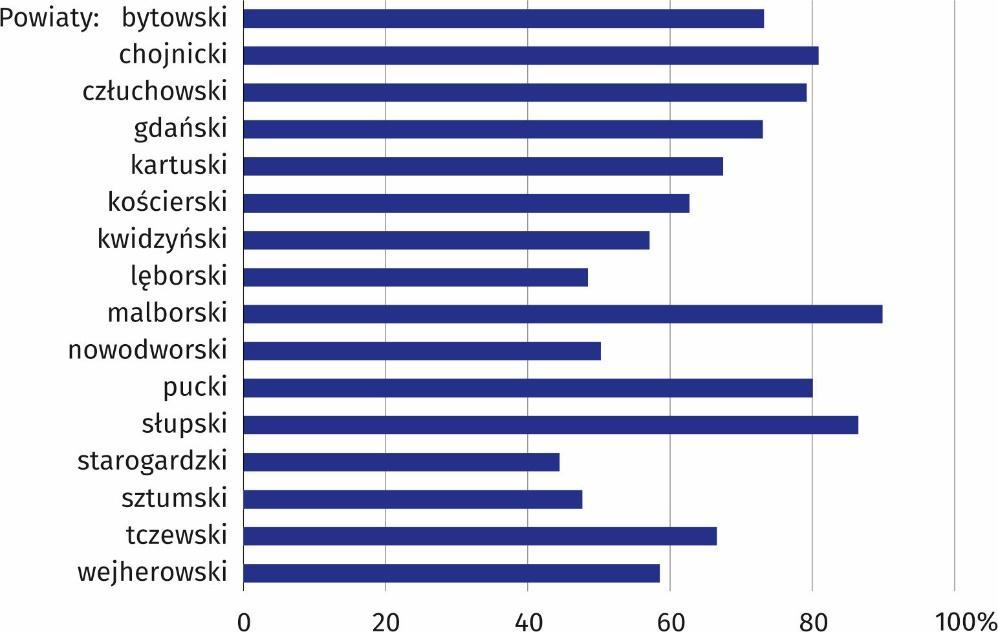 Powiaty: bytowski
chojnicki
człuchowski
gdański
kartuski
kościerski
kwidzyński
lęborski
malborski
nowodworski
pucki
słupski
starogardzki
sztumski
tczewski
wejherowski
0 20 40 60 80 100%